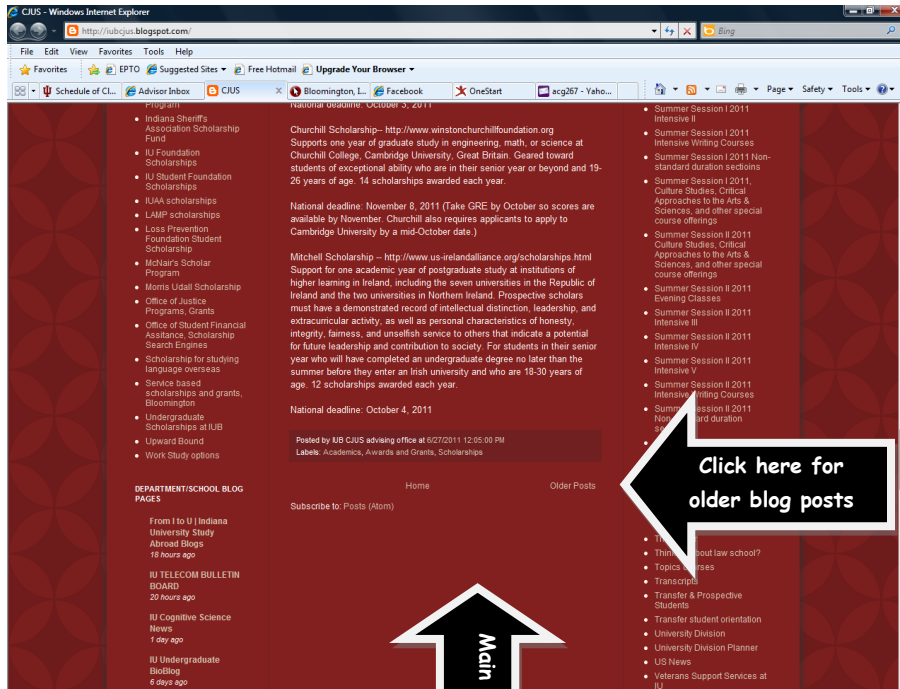 CJUS - Windows Internet Explorer
http://iubcjus.blogspot.com/
Bing
File Edit View Favorites Tools Help
Favorites EPTO Suggested Sites Free Hotmail Upgrade Your Browser
Schedule of Cl... Advisor Inbox CJUS Bloomington, I... Facebook OneStart acg267 - Yaho... Page Safety Tools
Program
Indiana Sheriff's
Association Scholarship
Fund
IU Foundation
Scholarships
IU Student Foundation
Scholarships
IUAA scholarships
LAMP scholarships
Loss Prevention
Foundation Student
Scholarship
McNair's Scholar
Program
Morris Udall Scholarship
Office of Justice
Programs, Grants
Office of Student Financial
Assitance, Scholarship
Search Engines
Scholarship for studying
language overseas
Service based
scholarships and grants,
Bloomington
Undergraduate
Scholarships at IUB
Upward Bound
Work Study options
DEPARTMENT/SCHOOL BLOG
PAGES
From I to U | Indiana
University Study
Abroad Blogs
18 hours ago
IU TELECOM BULLETIN
BOARD
20 hours ago
IU Cognitive Science
News
1 day ago
IU Undergraduate
BioBlog
6 days ago
National deadline: October 3, 2011
Churchill Scholarship-- http://www.winstonchurchillfoundation.org
Supports one year of graduate study in engineering, math, or science at
Churchill College, Cambridge University, Great Britain. Geared toward
students of exceptional ability who are in their senior year or beyond and 19-
26 years of age. 14 scholarships awarded each year.
National deadline: November 8, 2011 (Take GRE by October so scores are
available by November. Churchill also requires applicants to apply to
Cambridge University by a mid-October date.)
Mitchell Scholarship -- http://www.us-irelandalliance.org/scholarships.html
Support for one academic year of postgraduate study at institutions of
higher learning in Ireland, including the seven universities in the Republic of
Ireland and the two universities in Northern Ireland. Prospective scholars
must have a demonstrated record of intellectual distinction, leadership, and
extracurricular activity, as well as personal characteristics of honesty,
integrity, fairness, and unselfish service to others that indicate a potential
for future leadership and contribution to society. For students in their senior
year who will have completed an undergraduate degree no later than the
summer before they enter an Irish university and who are 18-30 years of
age. 12 scholarships awarded each year.
National deadline: October 4, 2011
Posted by IUB CJUS advising office at 6/27/2011 12:05:00 PM
Labels: Academics, Awards and Grants, Scholarships
Home Older Posts
Subscribe to: Posts (Atom)
Main
Summer Session I 2011
Intensive II
Summer Session I 2011
Intensive Writing Courses
Summer Session I 2011 Non-
standard duration sectioins
Summer Session I 2011,
Culture Studies, Critical
Approaches to the Arts &
Sciences, and other special
course offerings
Summer Session II 2011
Culture Studies, Critical
Approaches to the Arts &
Sciences, and other special
course offerings
Summer Session II 2011
Evening Classes
Summer Session II 2011
Intensive III
Summer Session II 2011
Intensive IV
Summer Session II 2011
Intensive V
Summer Session II 2011
Intensive Writing Courses
Summer Session II 2011
duration
Click here for
older blog posts
about law school?
Topics
Transcripts
Transfer & Prospective
Students
Transfer student orientation
University Division
University Division Planner
US News
Veterans Support Services at
IU